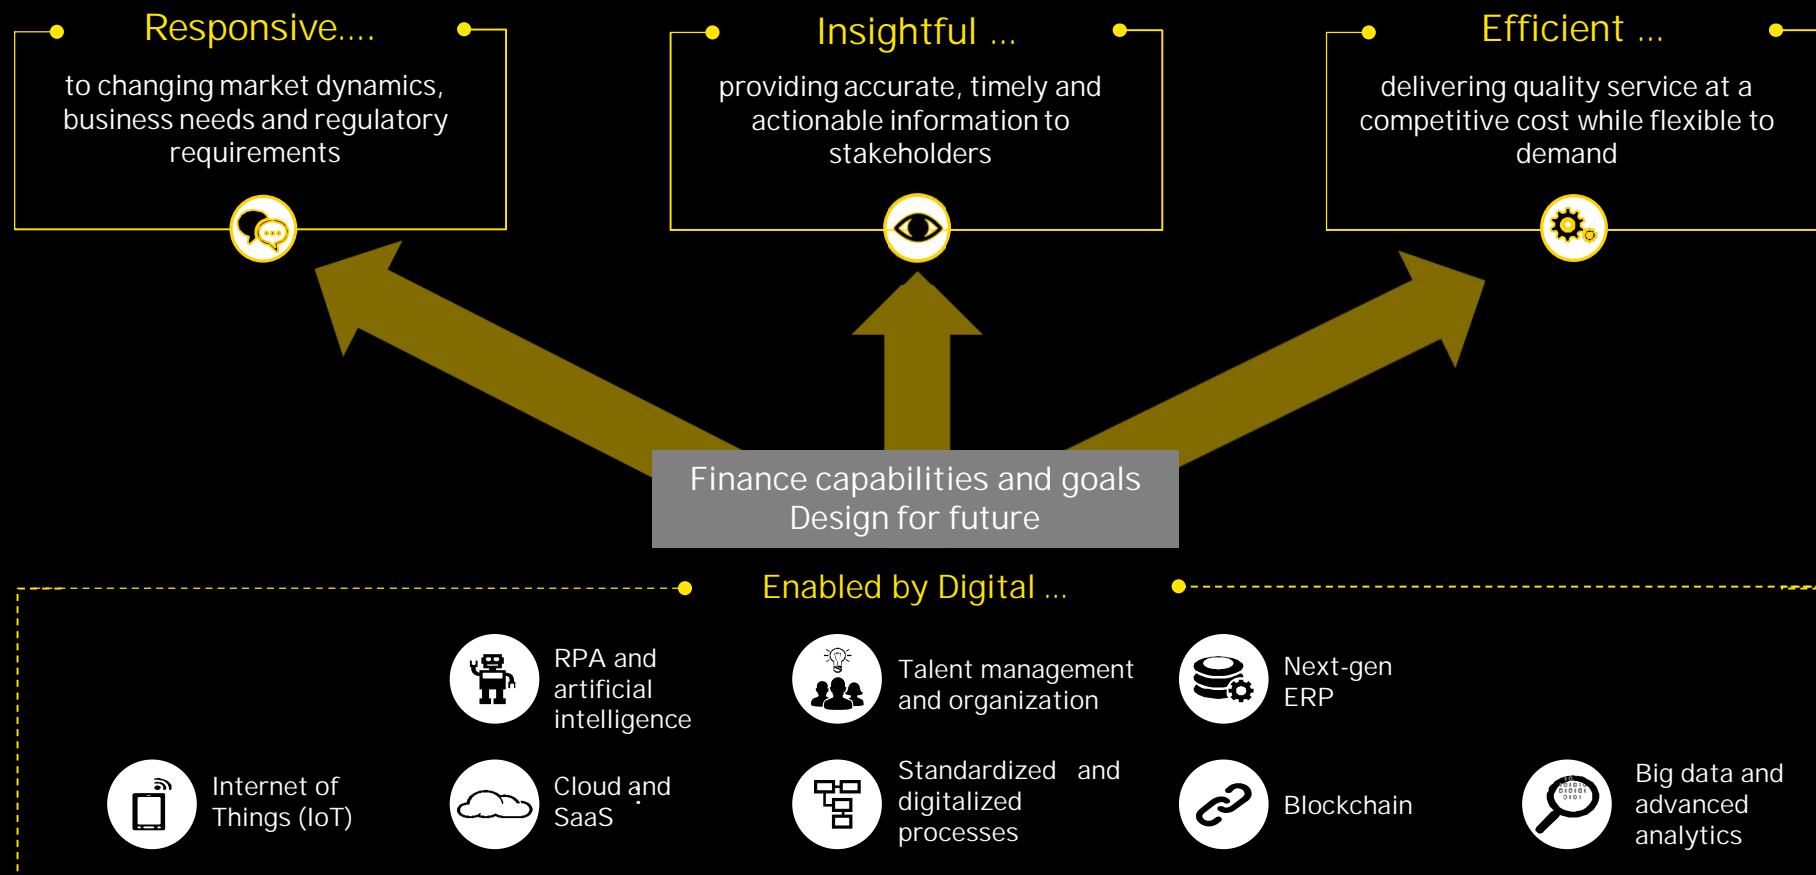 Responsive....
to changing market dynamics,
business needs and regulatory
requirements
Insightful ...
providing accurate, timely and
actionable information to
stakeholders
Efficient ...
delivering quality service at a
competitive cost while flexible to
demand
Finance capabilities and goals
Design for future
Enabled by Digital ...
RPA and
artificial
intelligence
Talent management
and organization
Next-gen
ERP
Internet of
Things (IoT)
Cloud and
SaaS
Standardized and
digitalized
processes
Blockchain
Big data and
advanced
analytics